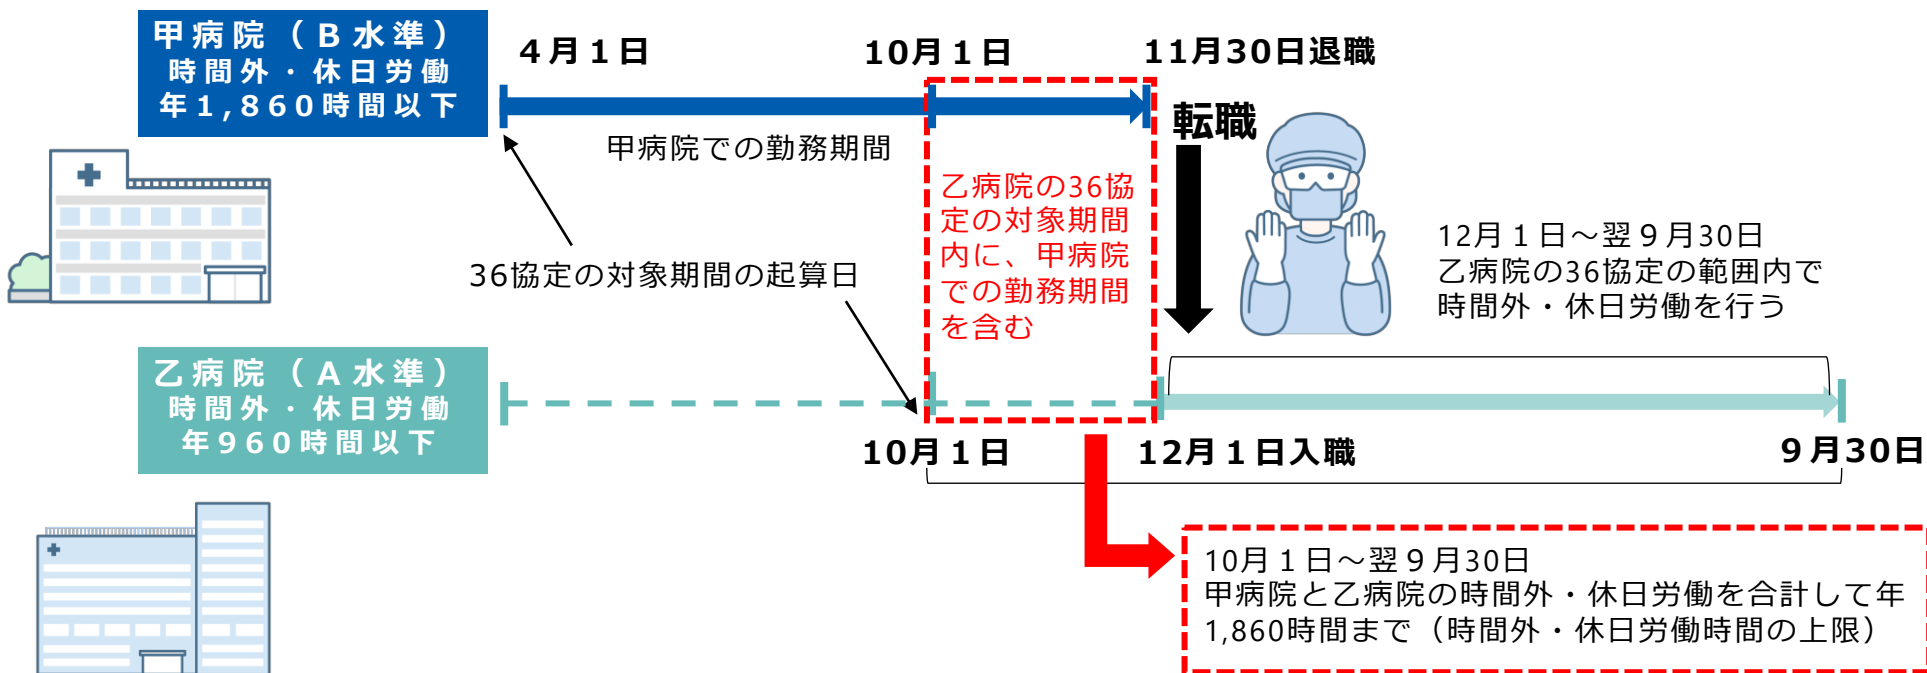 甲病院（B水準）
時間外・休日労働
年1,860時間以下
４月１日
10月１日
11月30日退職
転職
甲病院での勤務期間
乙病院の36協
定の対象期間
内に、甲病院
での勤務期間
を含む
36協定の対象期間の起算日
12月１日～翌９月30日
乙病院の36協定の範囲内で
時間外・休日労働を行う
乙病院（A水準）
時間外・休日労働
年960時間以下
10月１日
12月１日入職
９月30日
10月１日～翌９月30日
甲病院と乙病院の時間外・休日労働を合計して年
1,860時間まで（時間外・休日労働時間の上限）